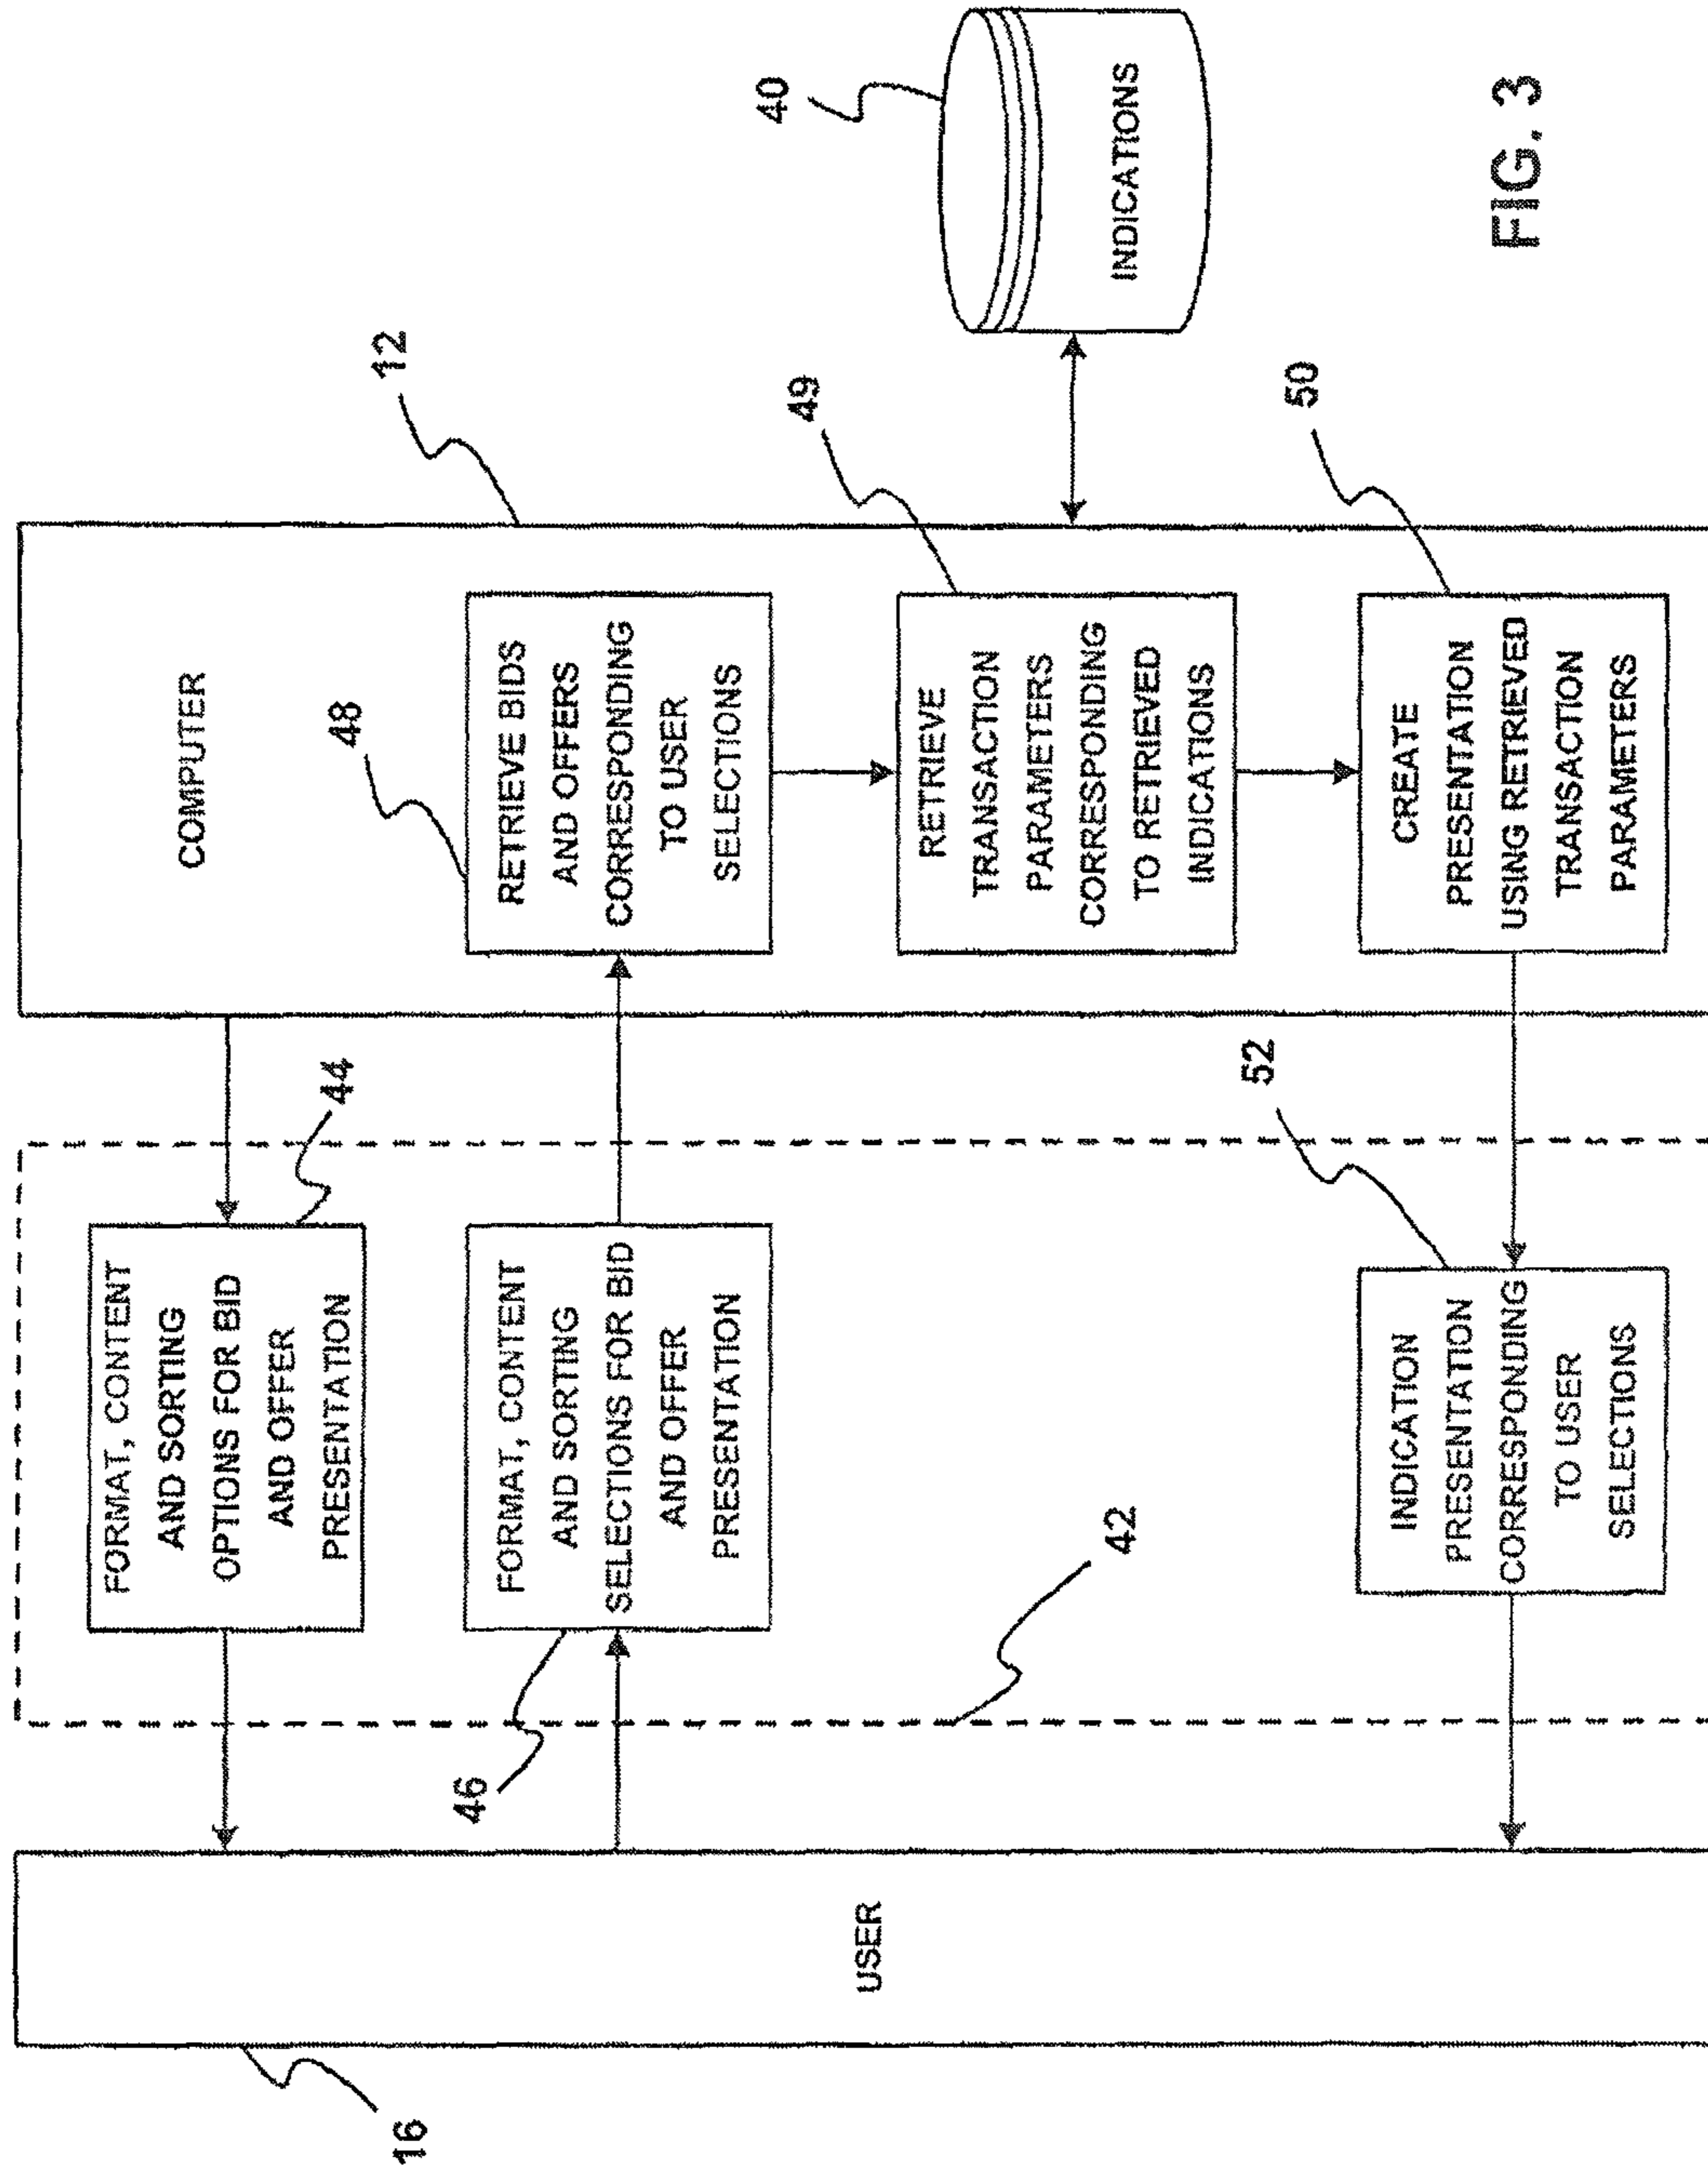 16
USER
FORMAT, CONTENT
AND SORTING
OPTIONS FOR BID
AND OFFER
PRESENTATION
44
46
FORMAT, CONTENT
AND SORTING
SELECTIONS FOR BID
AND OFFER
PRESENTATION
42
52
INDICATION
PRESENTATION
CORRESPONDING
TO USER
SELECTIONS
COMPUTER
12
48
RETRIEVE BIDS
AND OFFERS
CORRESPONDING
TO USER
SELECTIONS
49
RETRIEVE
TRANSACTION
PARAMETERS
CORRESPONDING
TO RETRIEVED
INDICATIONS
50
CREATE
PRESENTATION
USING RETRIEVED
TRANSACTION
PARAMETERS
40
INDICATIONS
FIG. 3